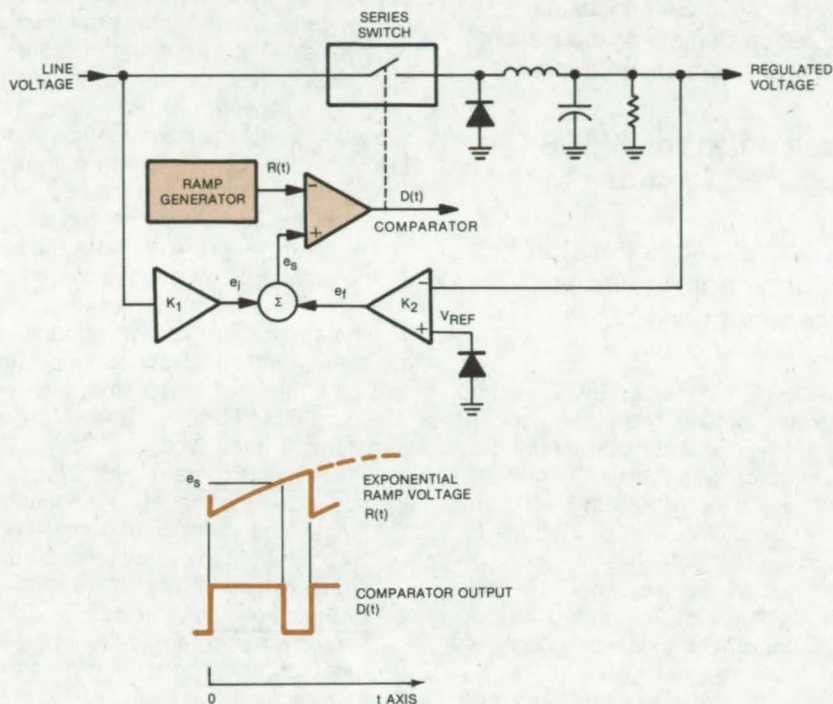 SERIES
SWITCH
LINE
VOLTAGE
REGULATED
VOLTAGE
R(t)
RAMP
GENERATOR
−
+
D(t)
COMPARATOR
eS
K1
ei
Σ
ef
K2
−
+
VREF
eS
EXPONENTIAL
RAMP VOLTAGE
R(t)
COMPARATOR OUTPUT
D(t)
0
t AXIS